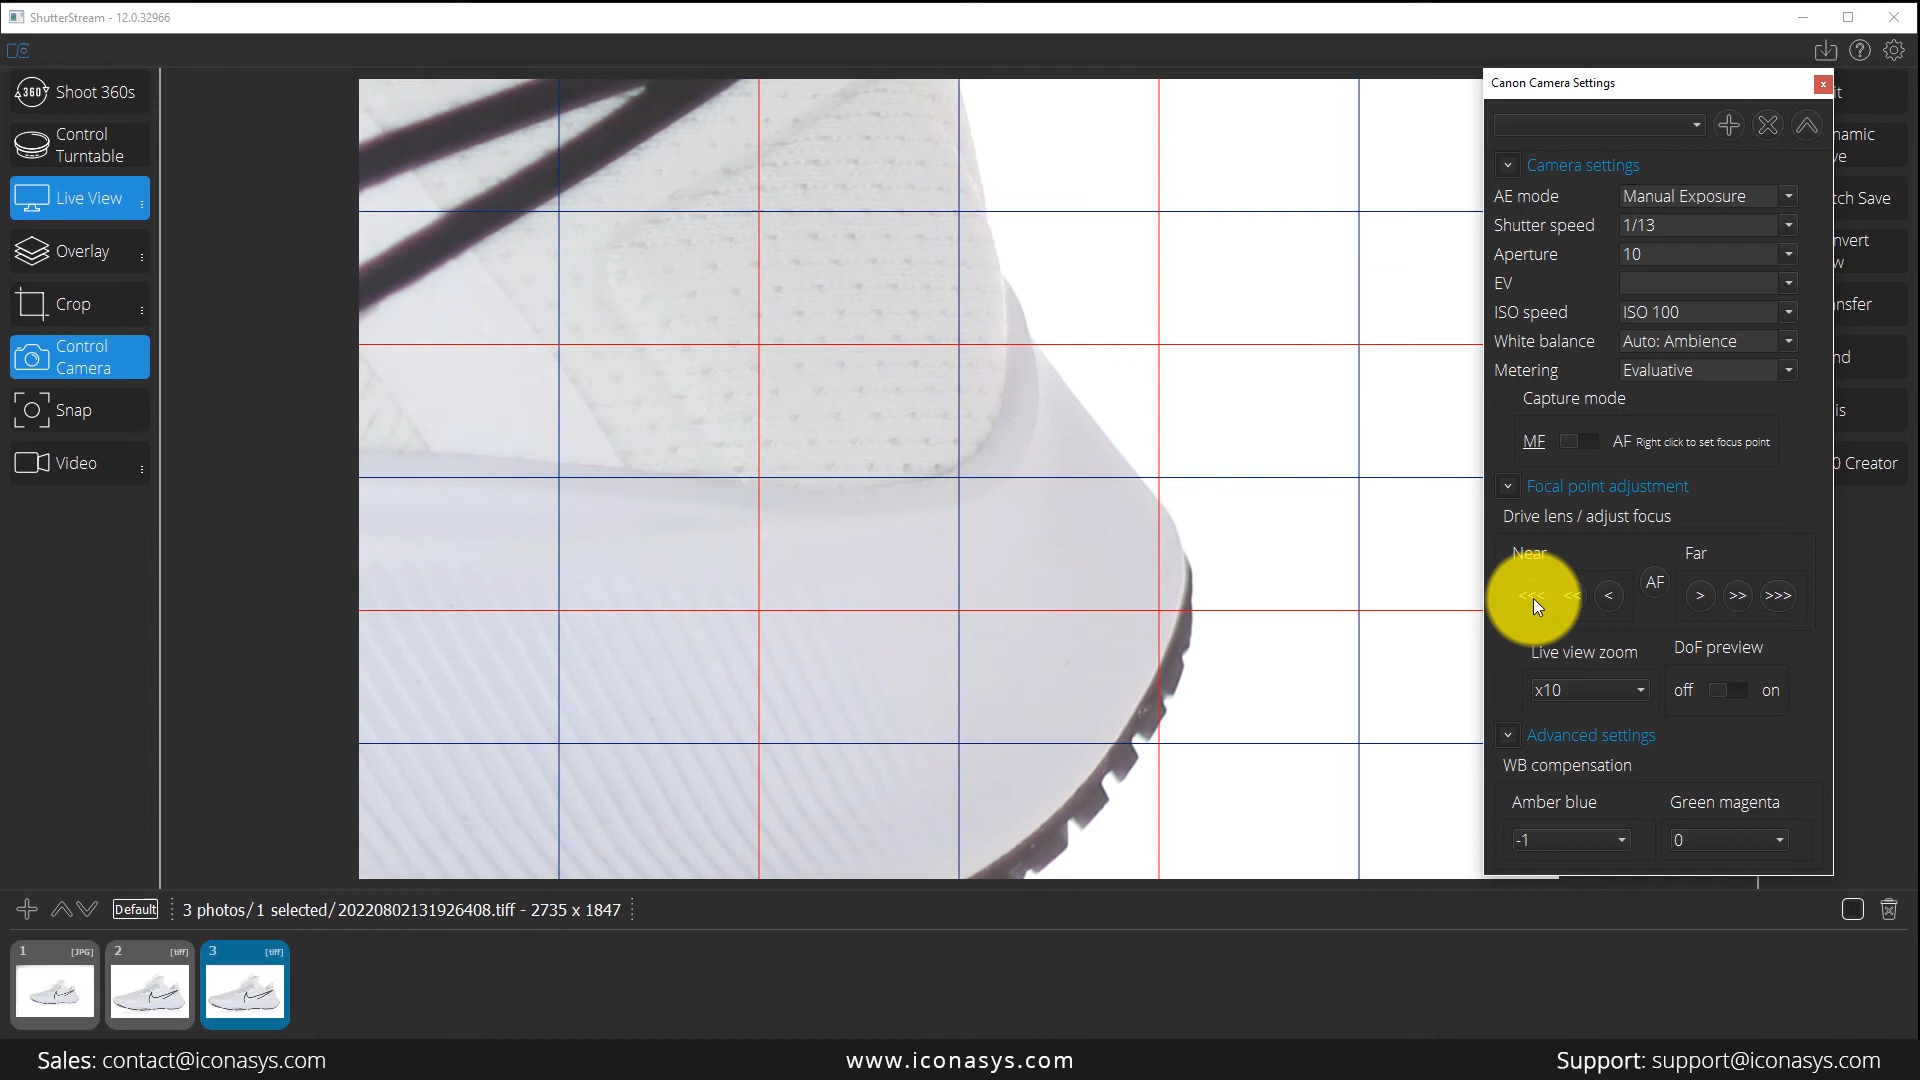 ShutterStream - 12.0.32966
360°
Shoot 360s
Control
Turntable
Live View
Overlay
Crop
Control
Camera
Snap
Video
Canon Camera Settings
x
Camera settings
AE mode Manual Exposure
Shutter speed 1/13
Aperture 10
EV
ISO speed ISO 100
White balance Auto: Ambience
Metering Evaluative
Capture mode
MF AF Right click to set focus point
Focal point adjustment
Drive lens / adjust focus
Near Far
<<< << < AF > >> >>>
Live view zoom DoF preview
x10 off on
Advanced settings
WB compensation
Amber blue Green magenta
-1 0
it
namic
ve
tch Save
nvert
w
nsfer
nd
is
0 Creator
Default 3 photos/1 selected/20220802131926408.tiff - 2735 x 1847
1 [JPG] 2 [tiff] 3 [tiff]
Sales: contact@iconasys.com www.iconasys.com Support: support@iconasys.com